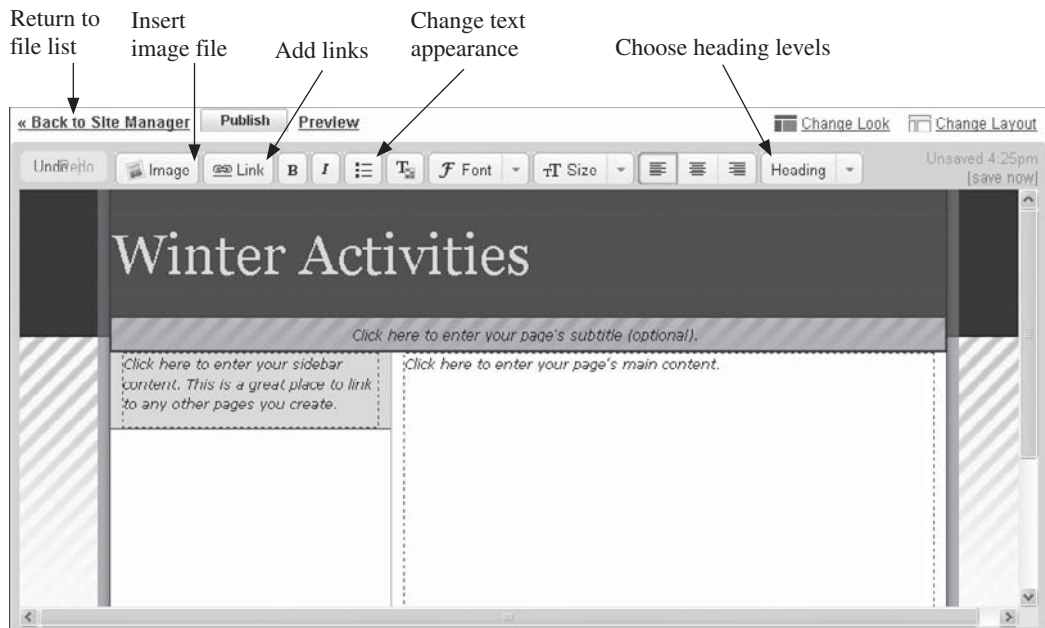 Return to
file list
Insert
image file
Add links
Change text
appearance
Choose heading levels
« Back to Site Manager Publish Preview Change Look Change Layout
Undo Redo Image Link B I T Font T Size Heading Unsaved 4:25pm
[save now]
Winter Activities
Click here to enter your page's subtitle (optional).
Click here to enter your sidebar
content. This is a great place to link
to any other pages you create.
Click here to enter your page's main content.